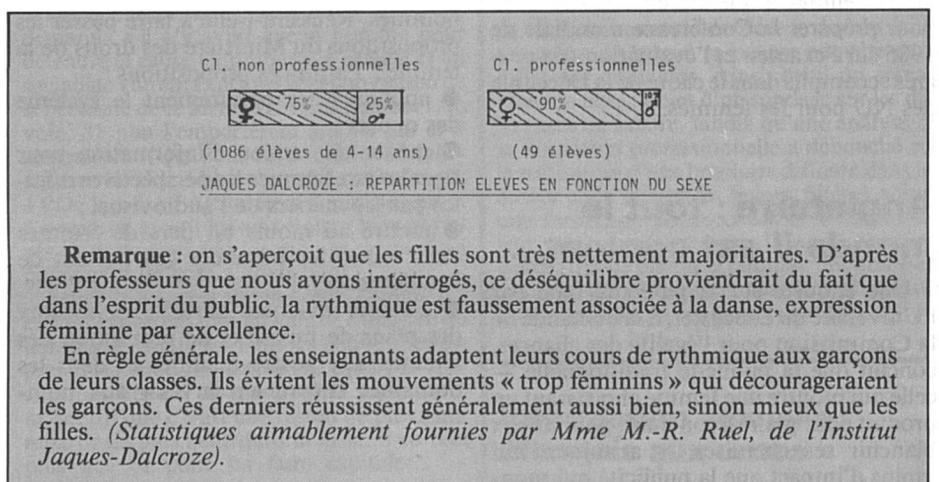 Cl. non professionnelles Cl. professionnelles
♀ 75% 25% ♂ ♀ 90% 10% ♂
(1086 élèves de 4-14 ans) (49 élèves)
JAQUES DALCROZE : REPARTITION ELEVES EN FONCTION DU SEXE
Remarque : on s'aperçoit que les filles sont très nettement majoritaires. D'après
les professeurs que nous avons interrogés, ce déséquilibre proviendrait du fait que
dans l'esprit du public, la rythmique est faussement associée à la danse, expression
féminine par excellence.
En règle générale, les enseignants adaptent leurs cours de rythmique aux garçons
de leurs classes. Ils évitent les mouvements « trop féminins » qui décourageraient
les garçons. Ces derniers réussissent généralement aussi bien, sinon mieux que les
filles. (Statistiques aimablement fournies par Mme M.-R. Ruel, de l'Institut
Jaques-Dalcroze).